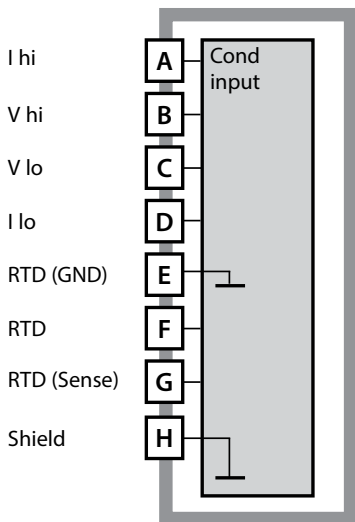 I hi
A
Cond
input
V hi
B
V lo
C
I lo
D
RTD (GND)
E
RTD
F
RTD (Sense)
G
Shield
H